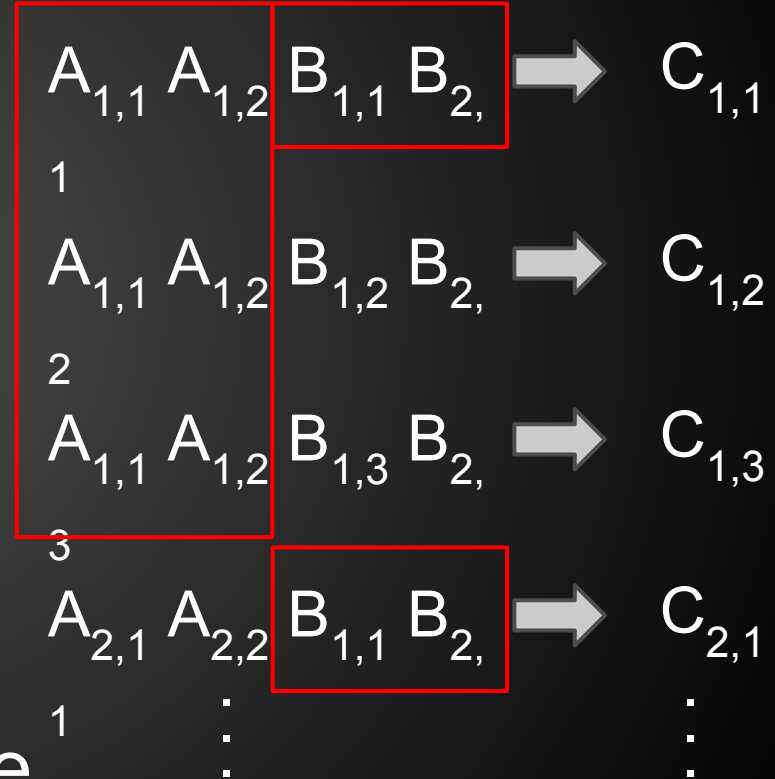 A1,1 A1,2 B1,1 B2, C1,1
1
A1,1 A1,2 B1,2 B2, C1,2
2
A1,1 A1,2 B1,3 B2, C1,3
3
A2,1 A2,2 B1,1 B2, C2,1
1